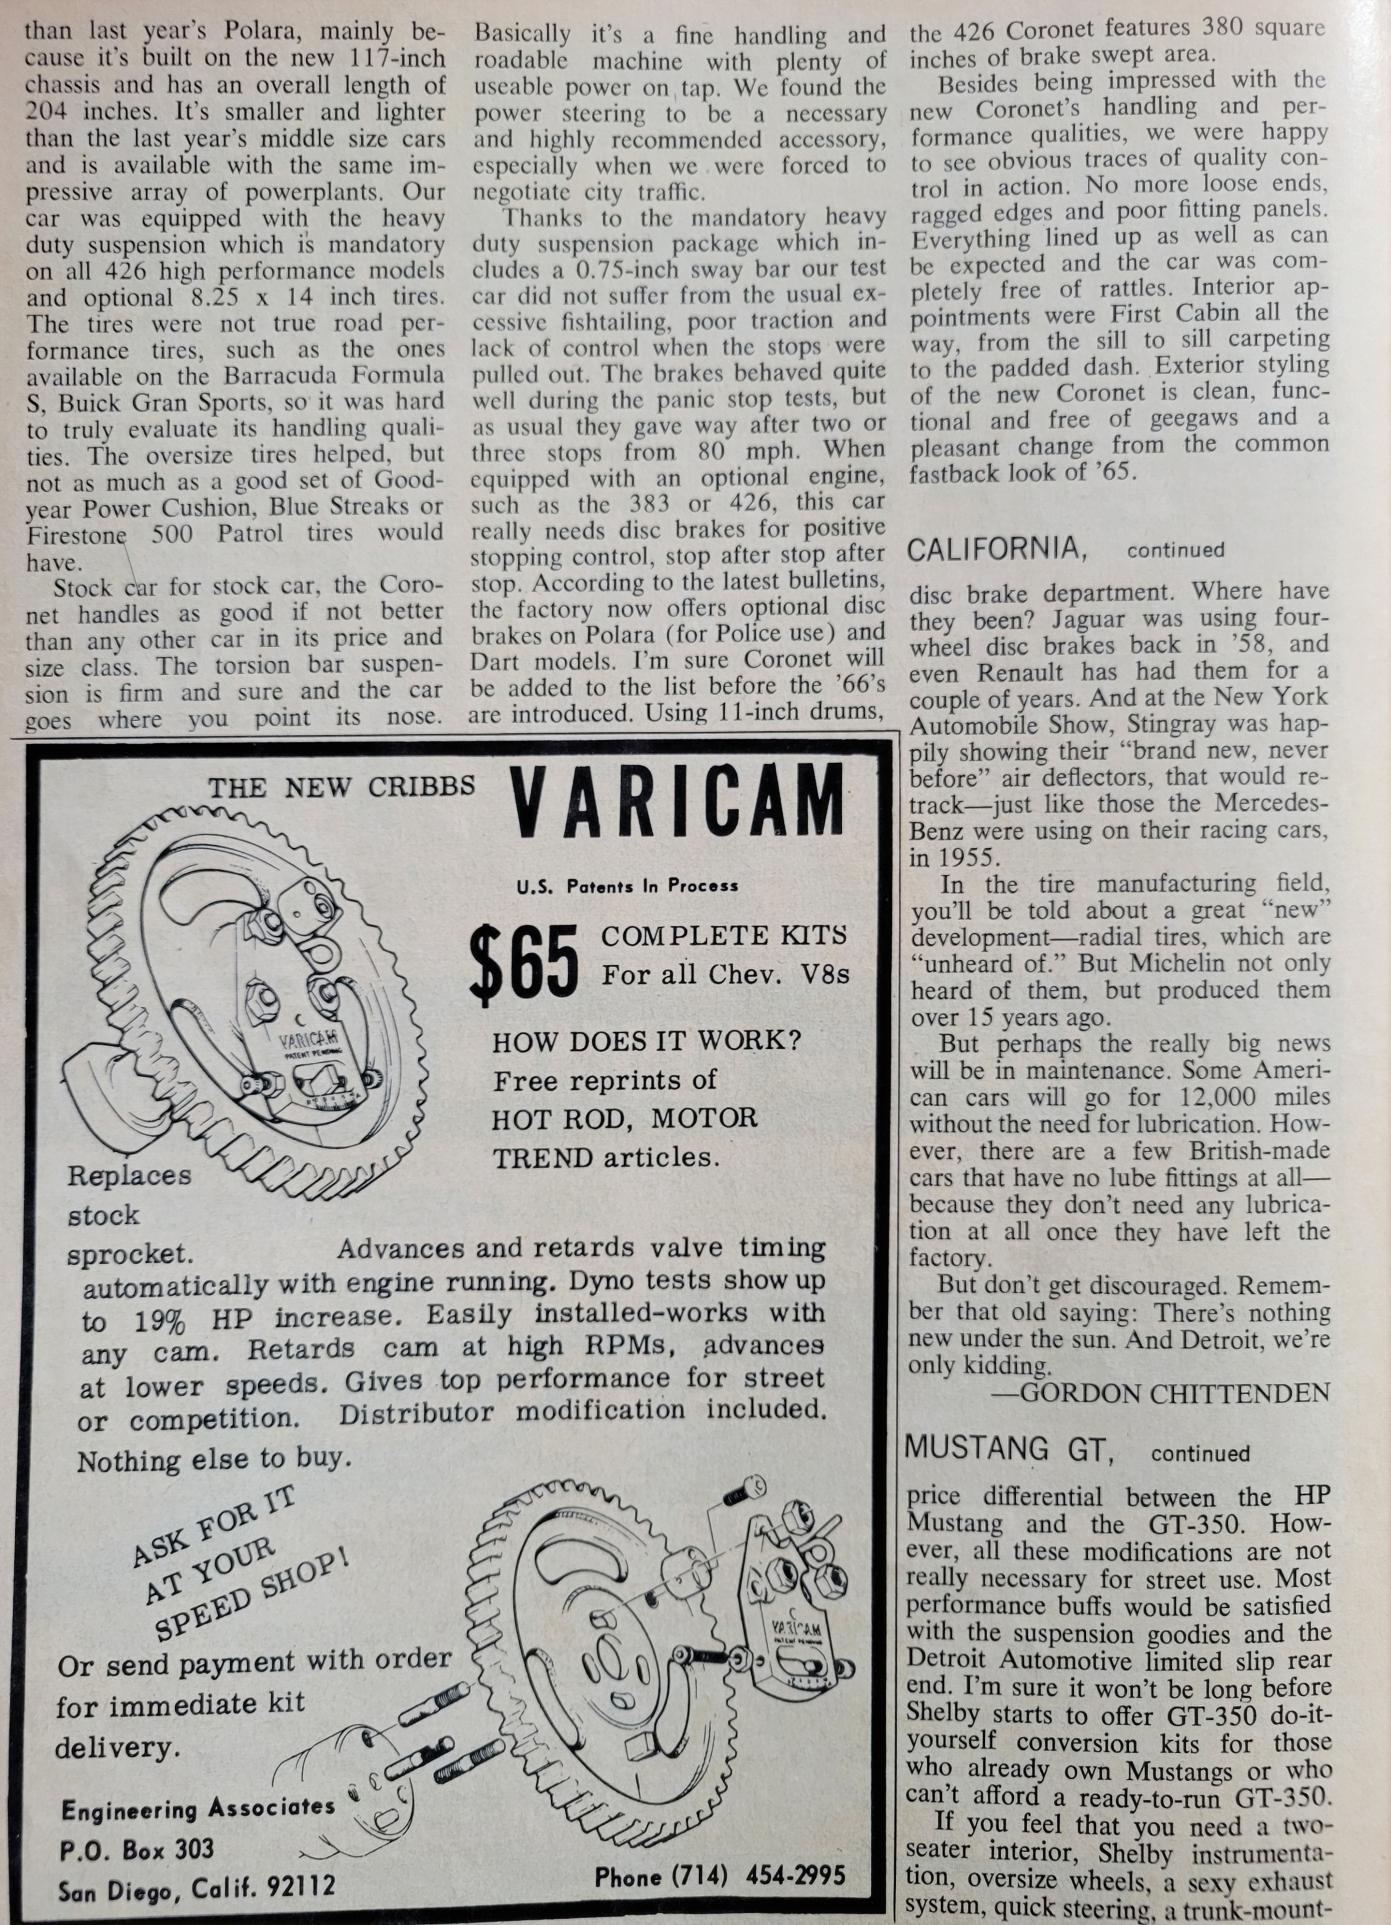 than last year's Polara, mainly be-
cause it's built on the new 117-inch
chassis and has an overall length of
204 inches. It's smaller and lighter
than the last year's middle size cars
and is available with the same im-
pressive array of powerplants. Our
car was equipped with the heavy
duty suspension which is mandatory
on all 426 high performance models
and optional 8.25 x 14 inch tires.
The tires were not true road per-
formance tires, such as the ones
available on the Barracuda Formula
S, Buick Gran Sports, so it was hard
to truly evaluate its handling quali-
ties. The oversize tires helped, but
not as much as a good set of Good-
year Power Cushion, Blue Streaks or
Firestone 500 Patrol tires would
have.
Stock car for stock car, the Coro-
net handles as good if not better
than any other car in its price and
size class. The torsion bar suspen-
sion is firm and sure and the car
goes where you point its nose.
Basically it's a fine handling and
roadable machine with plenty of
useable power on tap. We found the
power steering to be a necessary
and highly recommended accessory,
especially when we were forced to
negotiate city traffic.
Thanks to the mandatory heavy
duty suspension package which in-
cludes a 0.75-inch sway bar our test
car did not suffer from the usual ex-
cessive fishtailing, poor traction and
lack of control when the stops were
pulled out. The brakes behaved quite
well during the panic stop tests, but
as usual they gave way after two or
three stops from 80 mph. When
equipped with an optional engine,
such as the 383 or 426, this car
really needs disc brakes for positive
stopping control, stop after stop after
stop. According to the latest bulletins,
the factory now offers optional disc
brakes on Polara (for Police use) and
Dart models. I'm sure Coronet will
be added to the list before the '66's
are introduced. Using 11-inch drums,
the 426 Coronet features 380 square
inches of brake swept area.
Besides being impressed with the
new Coronet's handling and per-
formance qualities, we were happy
to see obvious traces of quality con-
trol in action. No more loose ends,
ragged edges and poor fitting panels.
Everything lined up as well as can
be expected and the car was com-
pletely free of rattles. Interior ap-
pointments were First Cabin all the
way, from the sill to sill carpeting
to the padded dash. Exterior styling
of the new Coronet is clean, func-
tional and free of geegaws and a
pleasant change from the common
fastback look of '65.
CALIFORNIA, continued
disc brake department. Where have
they been? Jaguar was using four-
wheel disc brakes back in '58, and
even Renault has had them for a
couple of years. And at the New York
Automobile Show, Stingray was hap-
pily showing their "brand new, never
before" air deflectors, that would re-
track—just like those the Mercedes-
Benz were using on their racing cars,
in 1955.
In the tire manufacturing field,
you'll be told about a great "new"
development—radial tires, which are
"unheard of." But Michelin not only
heard of them, but produced them
over 15 years ago.
But perhaps the really big news
will be in maintenance. Some Ameri-
can cars will go for 12,000 miles
without the need for lubrication. How-
ever, there are a few British-made
cars that have no lube fittings at all—
because they don't need any lubrica-
tion at all once they have left the
factory.
But don't get discouraged. Remem-
ber that old saying: There's nothing
new under the sun. And Detroit, we're
only kidding.
—GORDON CHITTENDEN
MUSTANG GT, continued
price differential between the HP
Mustang and the GT-350. How-
ever, all these modifications are not
really necessary for street use. Most
performance buffs would be satisfied
with the suspension goodies and the
Detroit Automotive limited slip rear
end. I'm sure it won't be long before
Shelby starts to offer GT-350 do-it-
yourself conversion kits for those
who already own Mustangs or who
can't afford a ready-to-run GT-350.
If you feel that you need a two-
seater interior, Shelby instrumenta-
tion, oversize wheels, a sexy exhaust
system, quick steering, a trunk-mount-
THE NEW CRIBBS VARICAM
U.S. Patents In Process
$65 COMPLETE KITS
For all Chev. V8s
HOW DOES IT WORK?
Free reprints of
HOT ROD, MOTOR
TREND articles.
C
VARICAM
PATENT PENDING
Replaces
stock
sprocket. Advances and retards valve timing
automatically with engine running. Dyno tests show up
to 19% HP increase. Easily installed-works with
any cam. Retards cam at high RPMs, advances
at lower speeds. Gives top performance for street
or competition. Distributor modification included.
Nothing else to buy.
ASK FOR IT
AT YOUR
SPEED SHOP!
C
VARICAM
PATENT PENDING
Or send payment with order
for immediate kit
delivery.
Engineering Associates
P.O. Box 303
San Diego, Calif. 92112
Phone (714) 454-2995